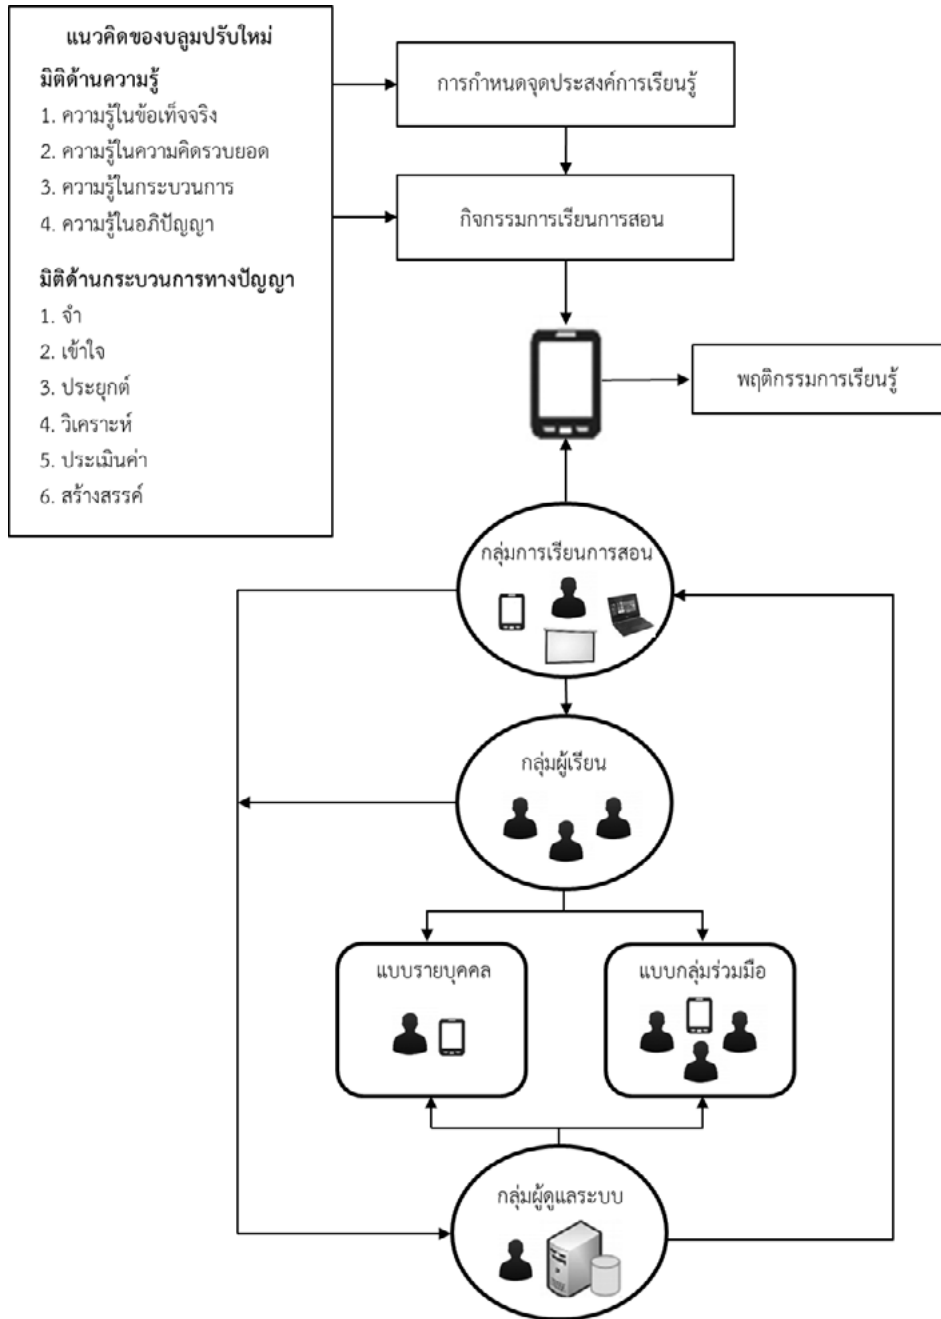 แนวคิดของบลูมปรับใหม่
มิติด้านความรู้
1. ความรู้ในข้อเท็จจริง
2. ความรู้ในความคิดรวบยอด
3. ความรู้ในกระบวนการ
4. ความรู้ในอภิปัญญา
มิติด้านกระบวนการทางปัญญา
1. จำ
2. เข้าใจ
3. ประยุกต์
4. วิเคราะห์
5. ประเมินค่า
6. สร้างสรรค์
การกำหนดจุดประสงค์การเรียนรู้
กิจกรรมการเรียนการสอน
พฤติกรรมการเรียนรู้
กลุ่มการเรียนการสอน
กลุ่มผู้เรียน
แบบรายบุคคล
แบบกลุ่มร่วมมือ
กลุ่มผู้ดูแลระบบ